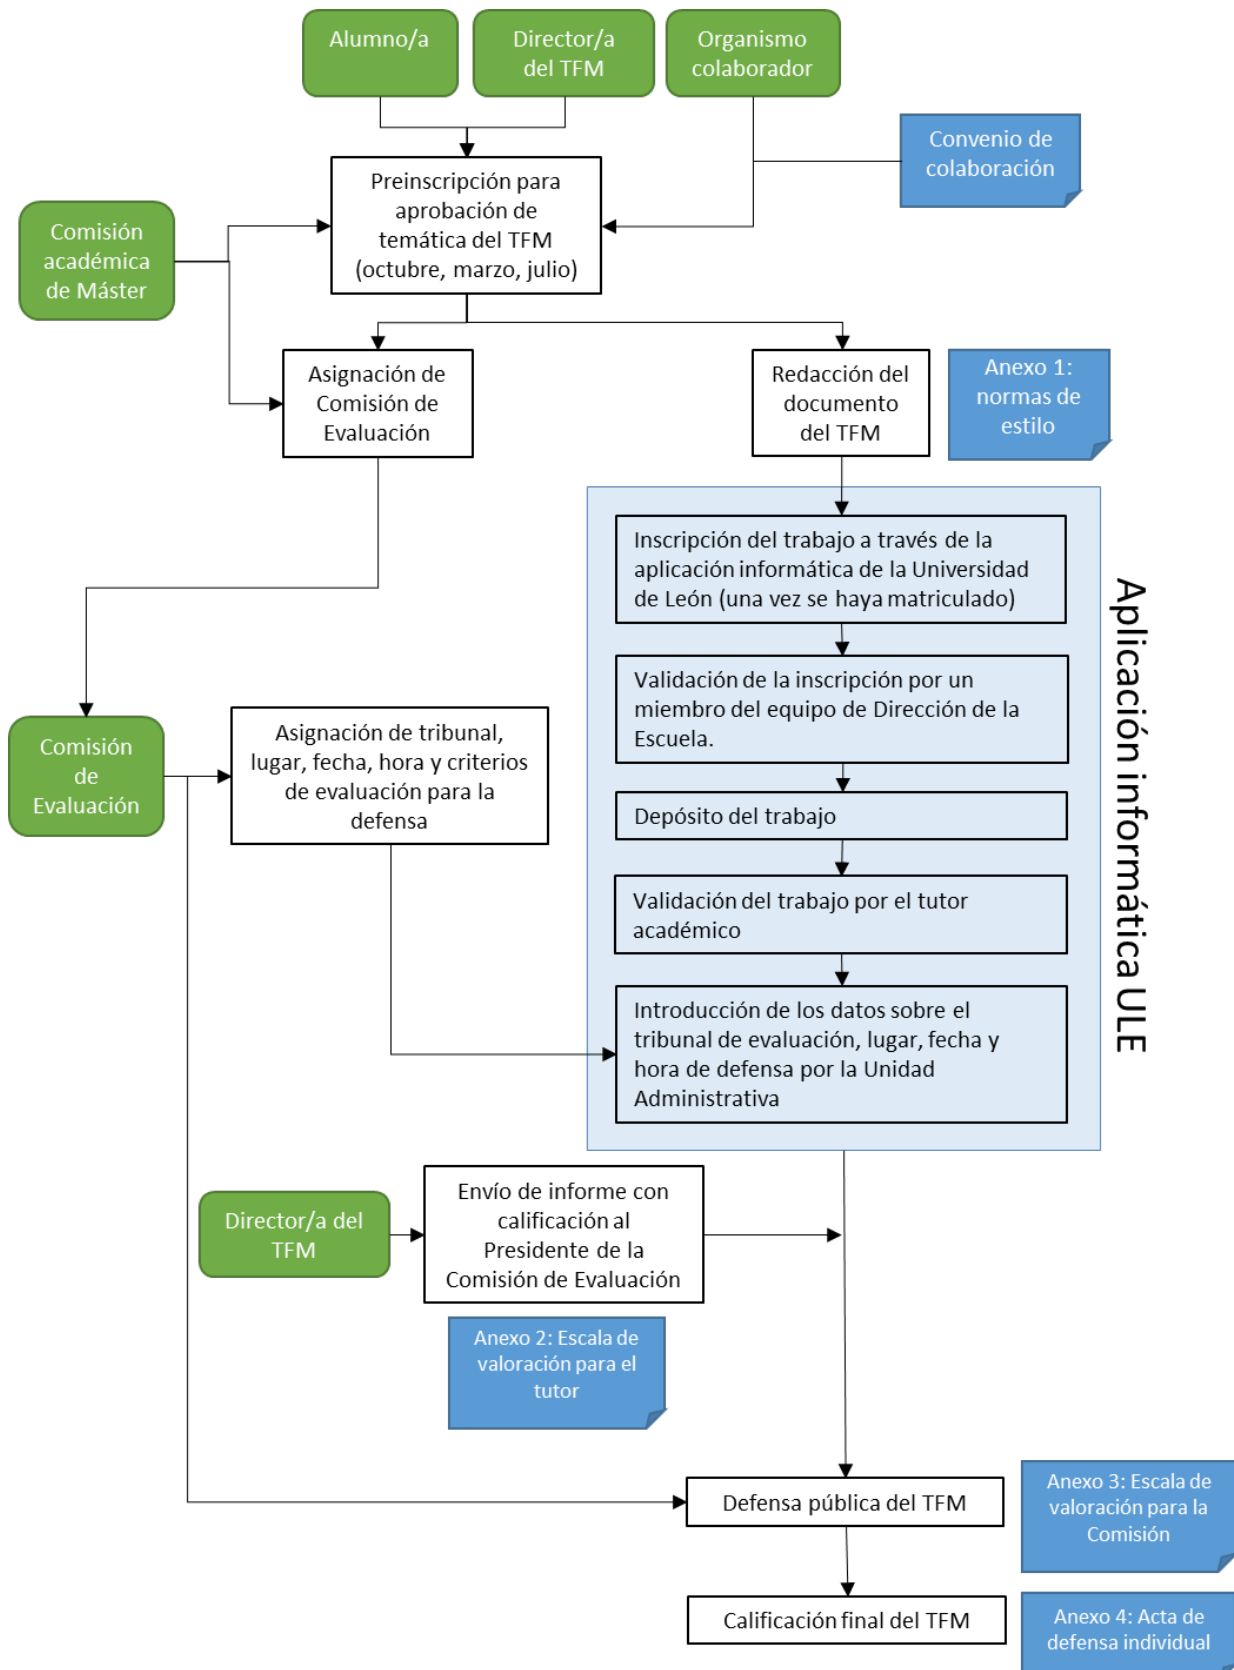 Alumno/a
Director/a
del TFM
Organismo
colaborador
Convenio de
colaboración
Preinscripción para
aprobación de
temática del TFM
(octubre, marzo, julio)
Comisión
académica
de Máster
Asignación de
Comisión de
Evaluación
Redacción del
documento
del TFM
Anexo 1:
normas de
estilo
Aplicación informática ULE
Inscripción del trabajo a través de la
aplicación informática de la Universidad
de León (una vez se haya matriculado)
Validación de la inscripción por un
miembro del equipo de Dirección de la
Escuela.
Comisión
de
Evaluación
Asignación de tribunal,
lugar, fecha, hora y criterios
de evaluación para la
defensa
Depósito del trabajo
Validación del trabajo por el tutor
académico
Introducción de los datos sobre el
tribunal de evaluación, lugar, fecha y
hora de defensa por la Unidad
Administrativa
Director/a del
TFM
Envío de informe con
calificación al
Presidente de la
Comisión de Evaluación
Anexo 2: Escala de
valoración para el
tutor
Defensa pública del TFM
Anexo 3: Escala de
valoración para la
Comisión
Calificación final del TFM
Anexo 4: Acta de
defensa individual